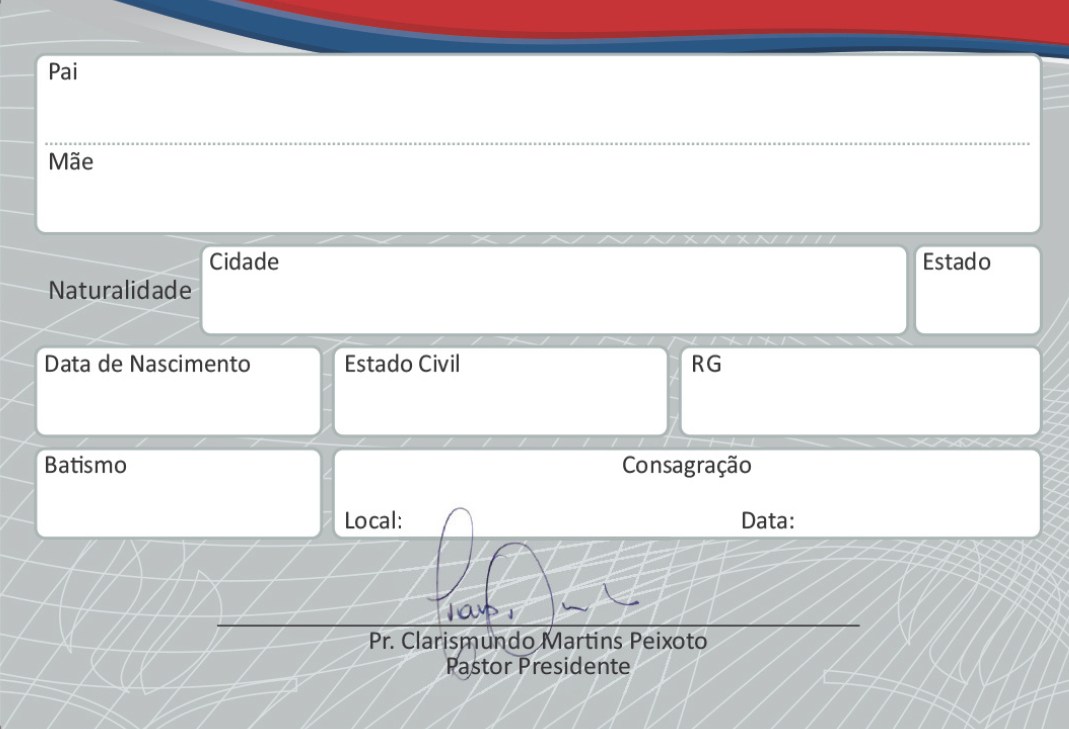 Pai
Mãe
Naturalidade
Cidade
Estado
Data de Nascimento
Estado Civil
RG
Batismo
Consagração
Local:
Data:
Pr. Clarismundo Martins Peixoto
Pastor Presidente